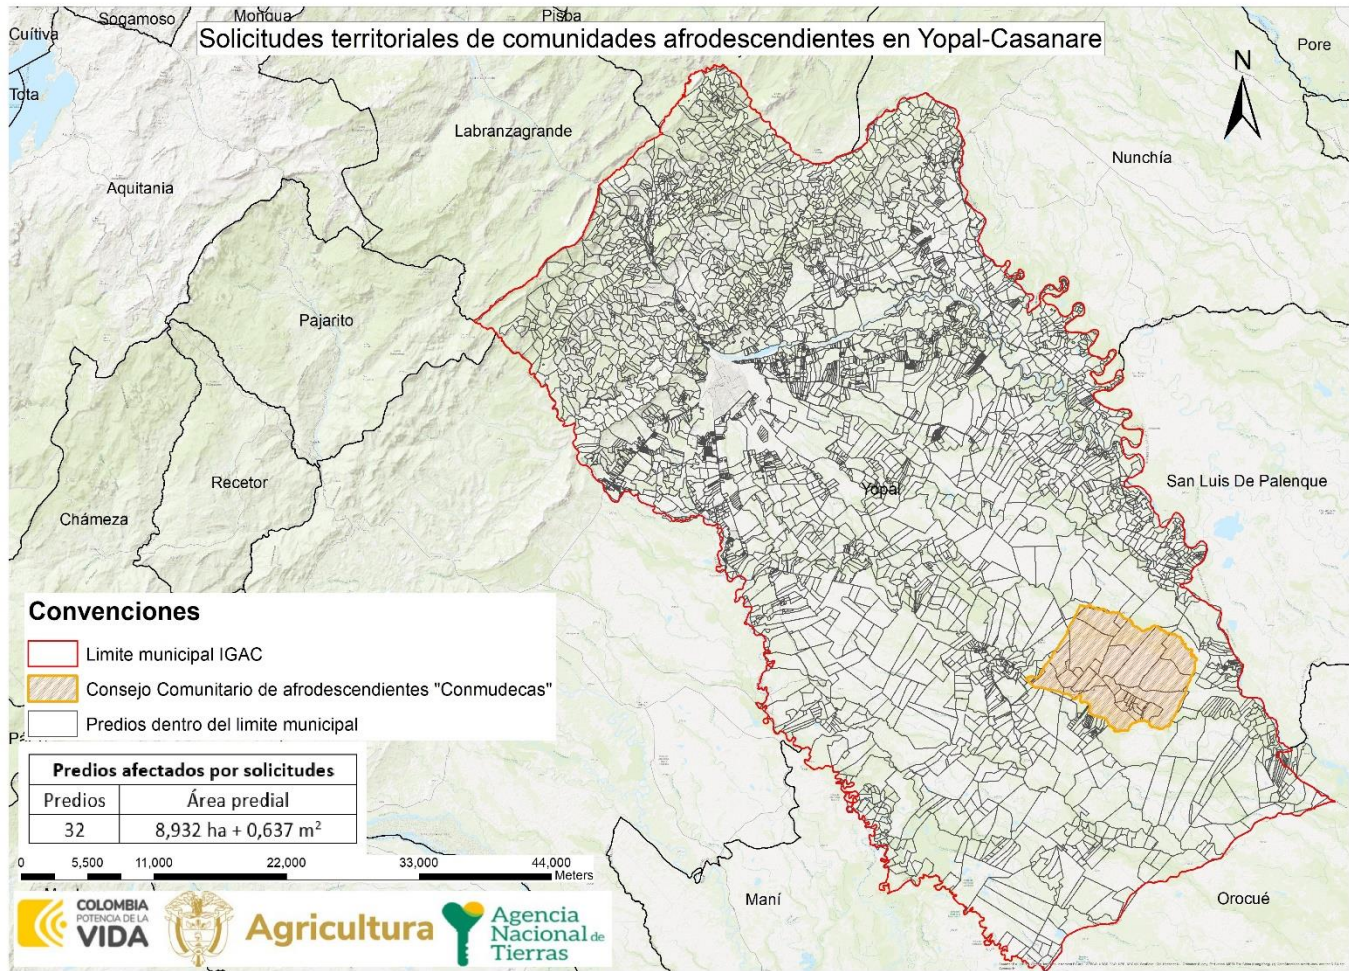 Sogamoso
Mongua
Pisba
Cuítiva
Solicitudes territoriales de comunidades afrodescendientes en Yopal-Casanare
Pore
N
Tota
Labranzagrande
Nunchía
Aquitania
Pajarito
Recetor
San Luis De Palenque
Yopal
Chámeza
Convenciones
Limite municipal IGAC
Consejo Comunitario de afrodescendientes "Conmudecas"
Predios dentro del limite municipal
Predios afectados por solicitudes
Predios Área predial
32 8,932 ha + 0,637 m²
0 5,500 11,000 22,000 33,000 44,000
Meters
Maní
Orocué
COLOMBIA
POTENCIA DE LA
VIDA
Agricultura
Agencia
Nacional de
Tierras